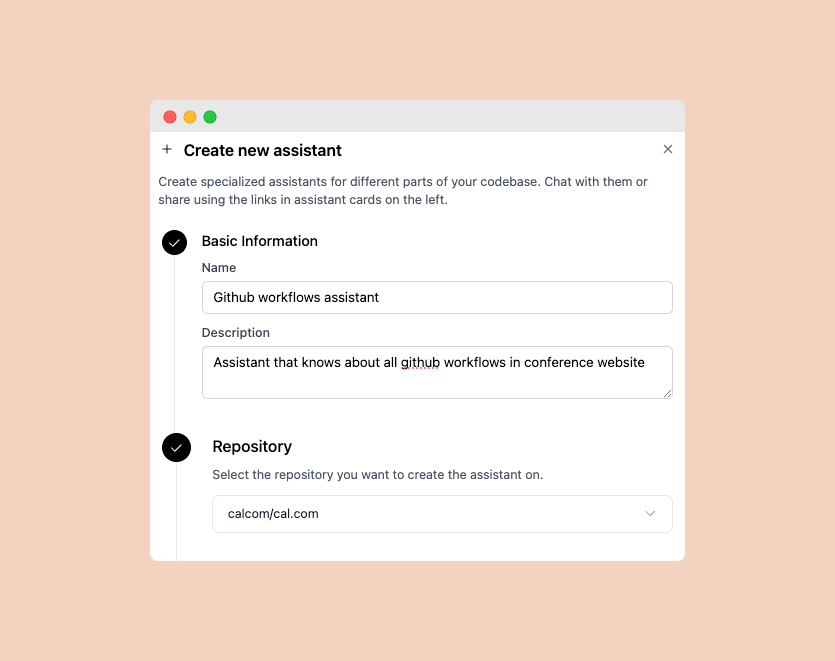 + Create new assistant
Create specialized assistants for different parts of your codebase. Chat with them or
share using the links in assistant cards on the left.
Basic Information
Name
Github workflows assistant
Description
Assistant that knows about all github workflows in conference website
Repository
Select the repository you want to create the assistant on.
calcom/cal.com